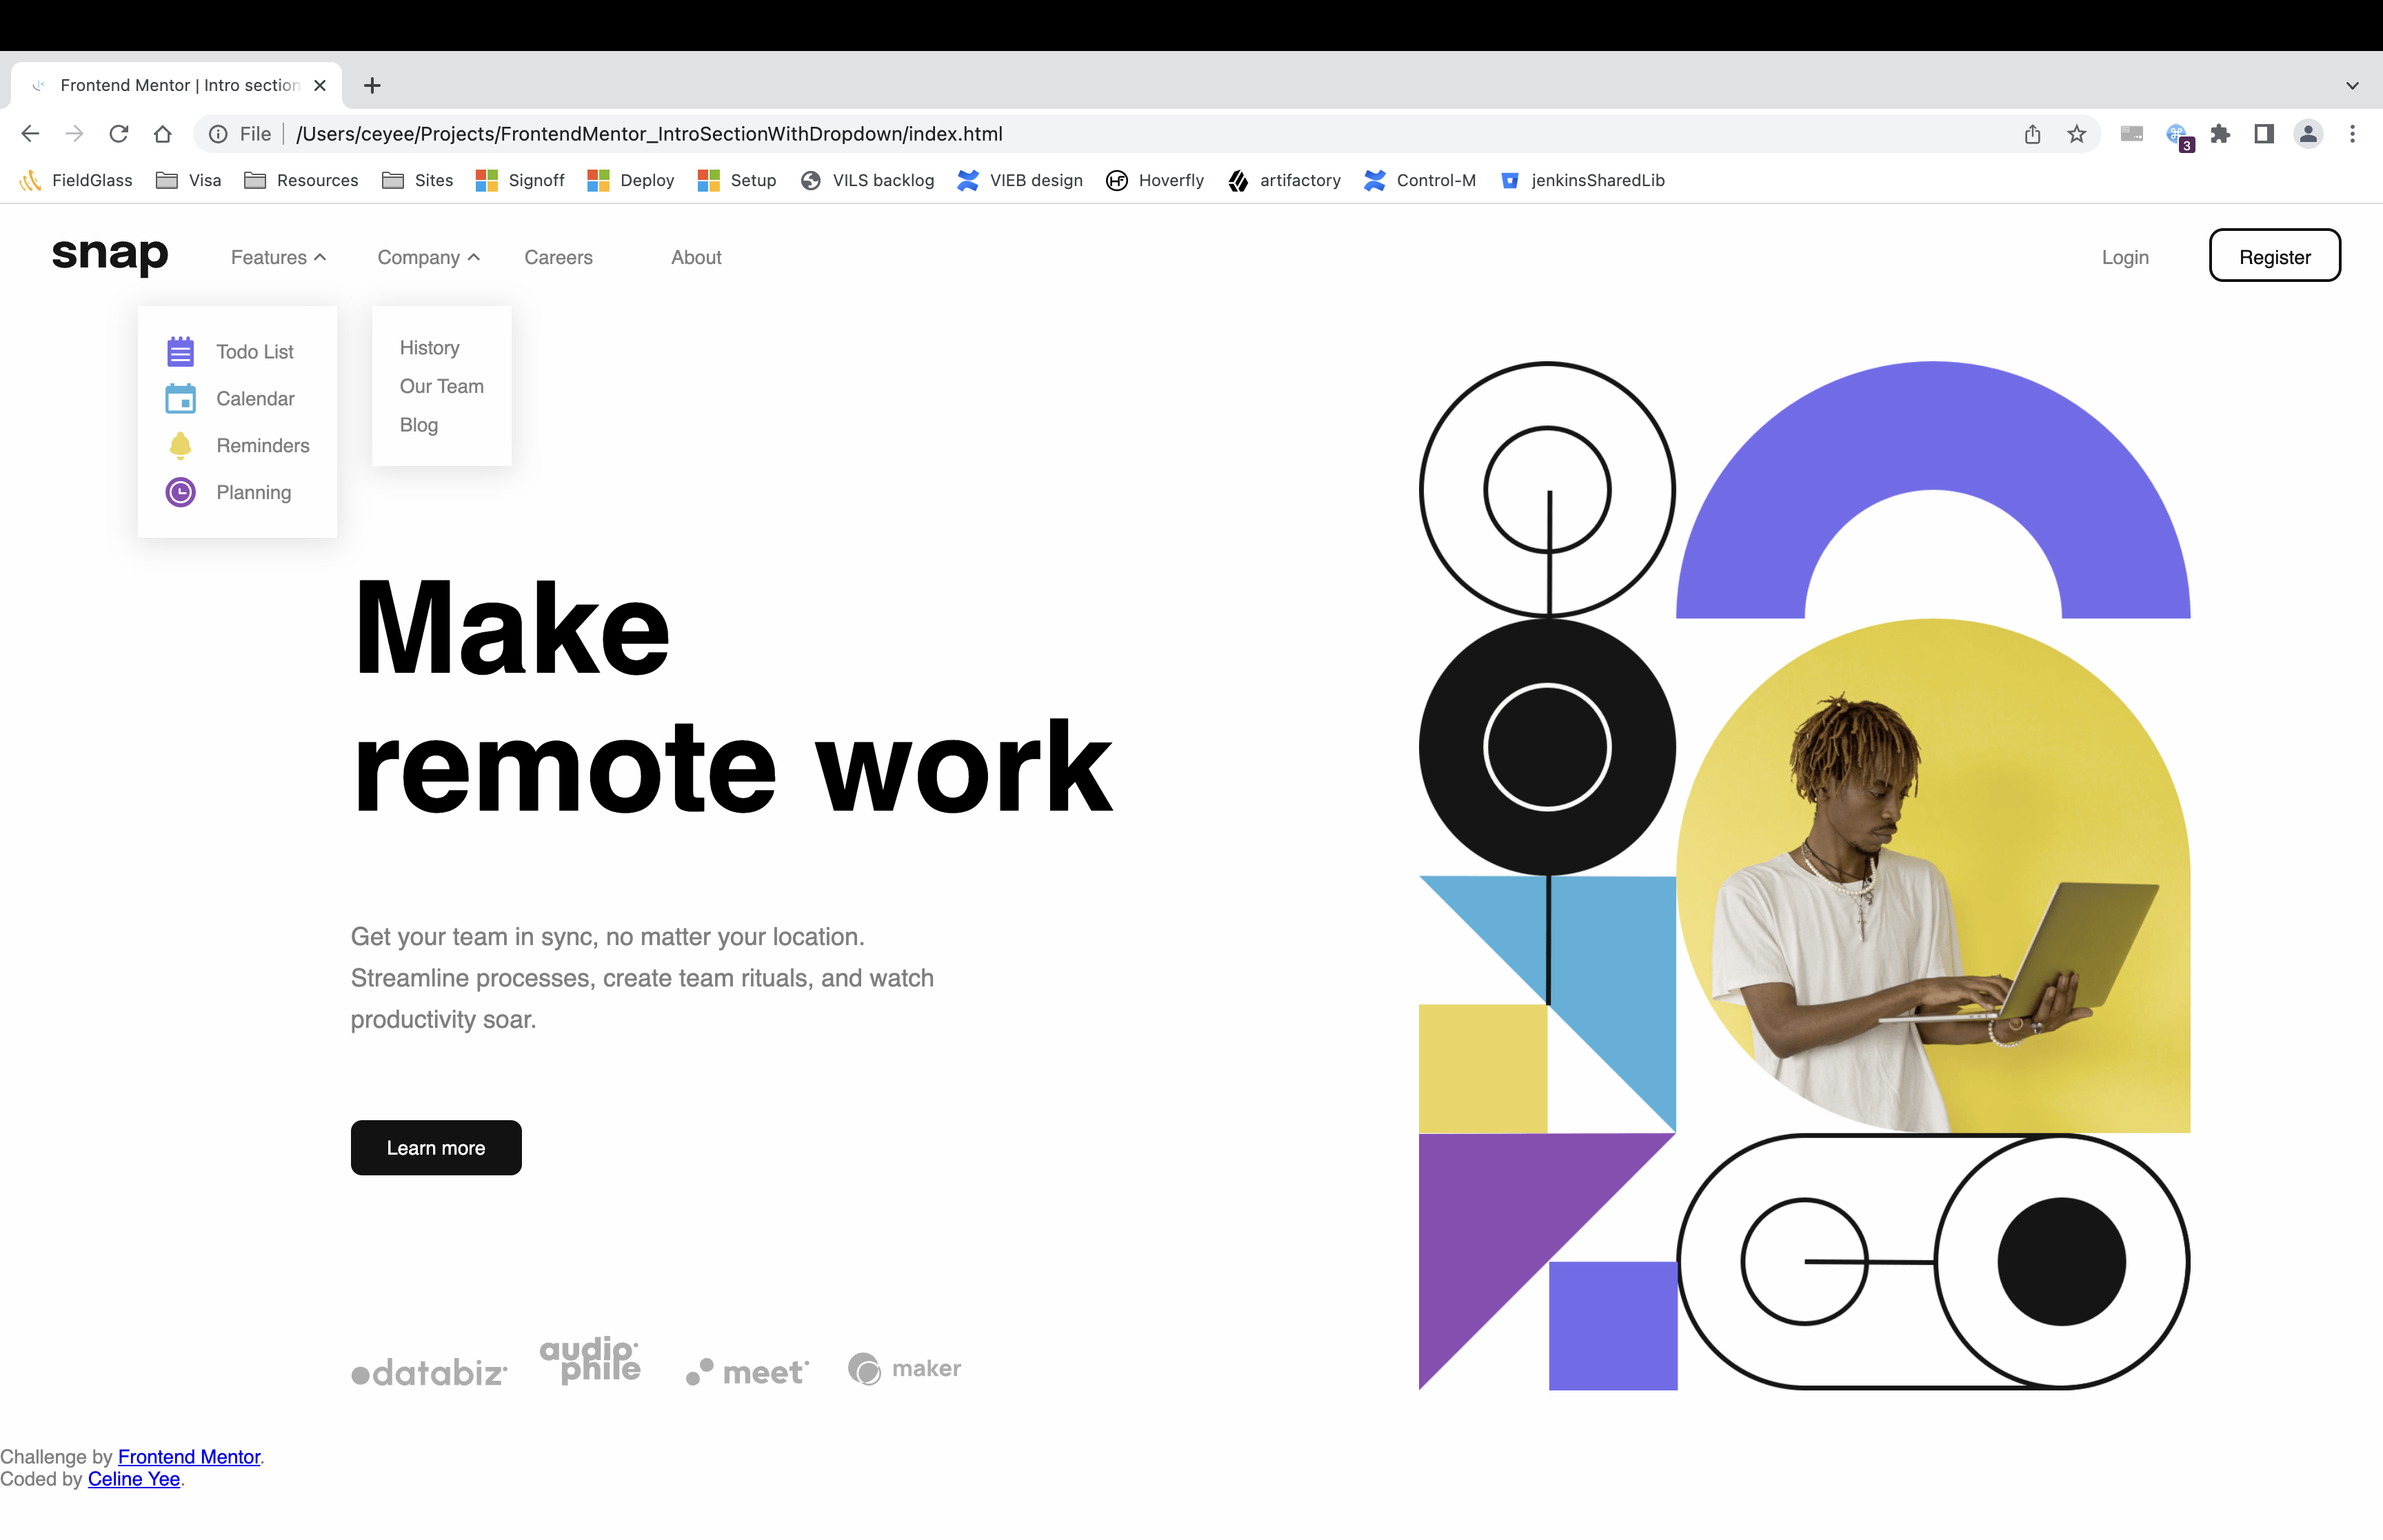 Frontend Mentor | Intro section
File /Users/ceyee/Projects/FrontendMentor_IntroSectionWithDropdown/index.html
3
FieldGlass Visa Resources Sites Signoff Deploy Setup VILS backlog VIEB design HF Hoverfly artifactory Control-M jenkinsSharedLib
snap Features Company Careers About Login Register
Todo List
Calendar
Reminders
Planning
History
Our Team
Blog
Make
remote work
Get your team in sync, no matter your location.
Streamline processes, create team rituals, and watch
productivity soar.
Learn more
databiz audiophile meet maker
Challenge by Frontend Mentor.
Coded by Celine Yee.